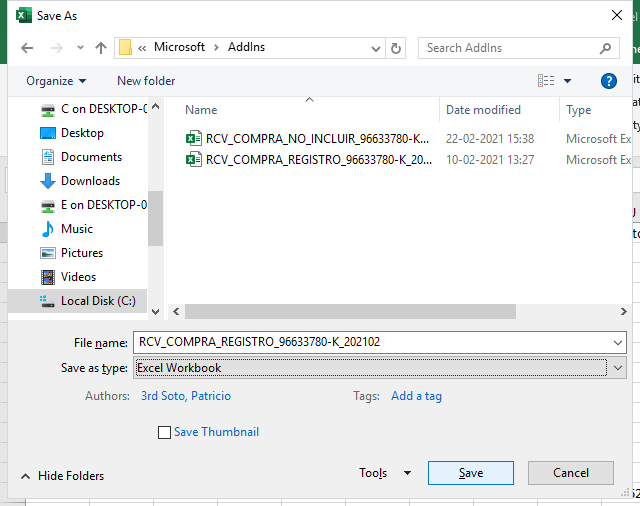 Save As
« Microsoft › AddIns
Search AddIns
Organize
New folder
Name
Date modified
Type
C on DESKTOP-0
Desktop
Documents
Downloads
E on DESKTOP-0
Music
Pictures
Videos
Local Disk (C:)
RCV_COMPRA_NO_INCLUIR_96633780-K... 22-02-2021 15:38 Microsoft Ex
RCV_COMPRA_REGISTRO_96633780-K_20... 10-02-2021 13:27 Microsoft Ex
File name: RCV_COMPRA_REGISTRO_96633780-K_202102
Save as type: Excel Workbook
Authors: 3rd Soto, Patricio
Tags: Add a tag
Save Thumbnail
Hide Folders
Tools
Save
Cancel